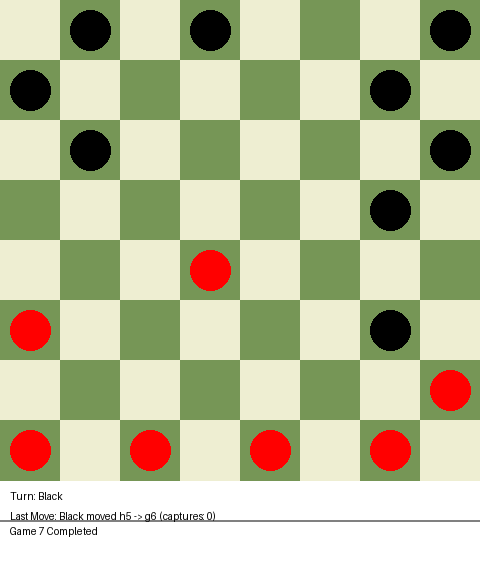 Turn: Black
Last Move: Black moved h5 -> g6 (captures: 0)
Game 7 Completed